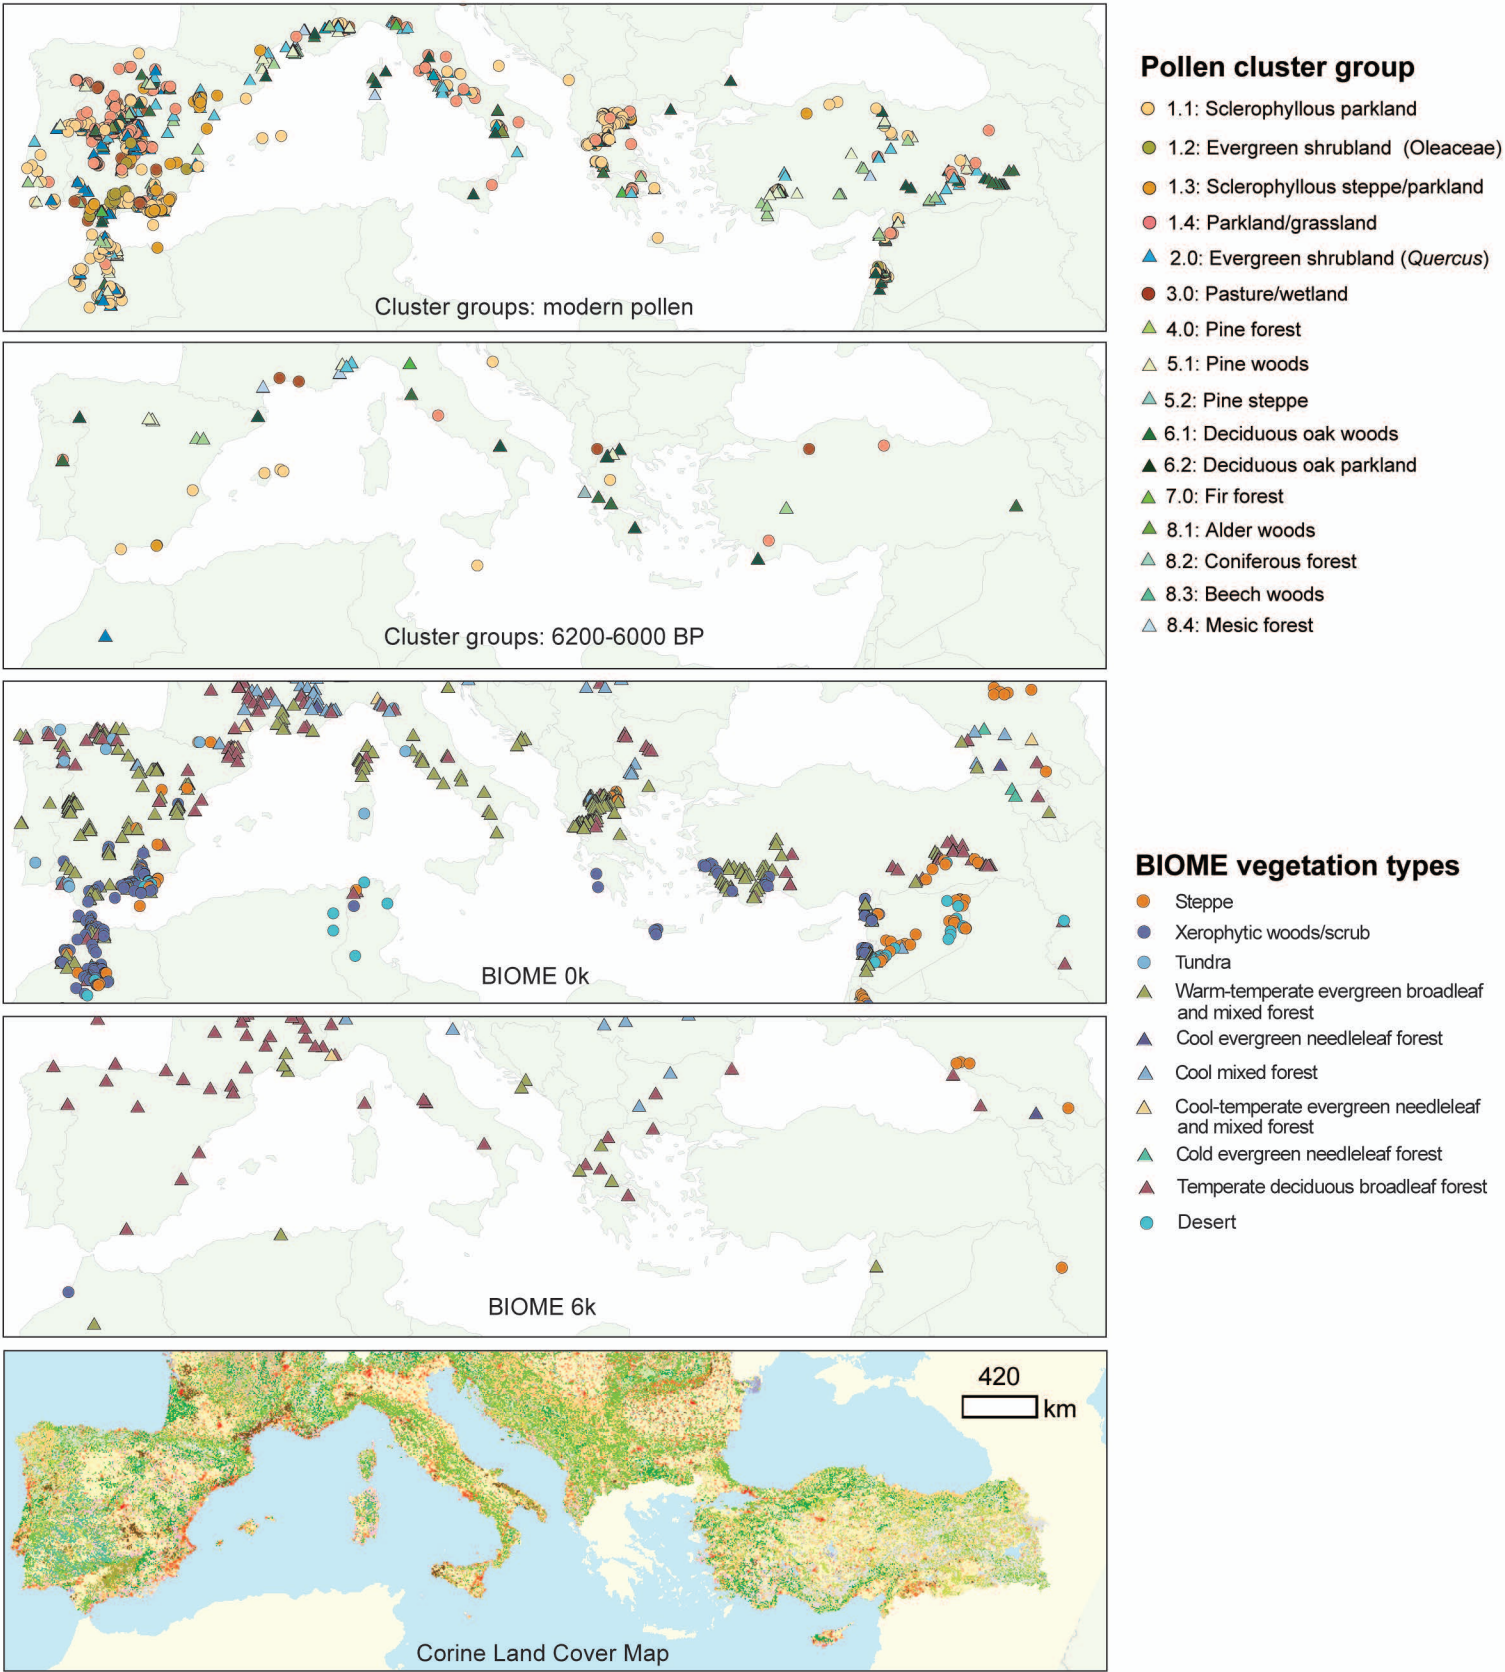 Cluster groups: modern pollen
Cluster groups: 6200-6000 BP
BIOME 0k
BIOME 6k
420
km
Corine Land Cover Map
Pollen cluster group
1.1: Sclerophyllous parkland
1.2: Evergreen shrubland (Oleaceae)
1.3: Sclerophyllous steppe/parkland
1.4: Parkland/grassland
2.0: Evergreen shrubland (Quercus)
3.0: Pasture/wetland
4.0: Pine forest
5.1: Pine woods
5.2: Pine steppe
6.1: Deciduous oak woods
6.2: Deciduous oak parkland
7.0: Fir forest
8.1: Alder woods
8.2: Coniferous forest
8.3: Beech woods
8.4: Mesic forest
BIOME vegetation types
Steppe
Xerophytic woods/scrub
Tundra
Warm-temperate evergreen broadleaf
and mixed forest
Cool evergreen needleleaf forest
Cool mixed forest
Cool-temperate evergreen needleleaf
and mixed forest
Cold evergreen needleleaf forest
Temperate deciduous broadleaf forest
Desert